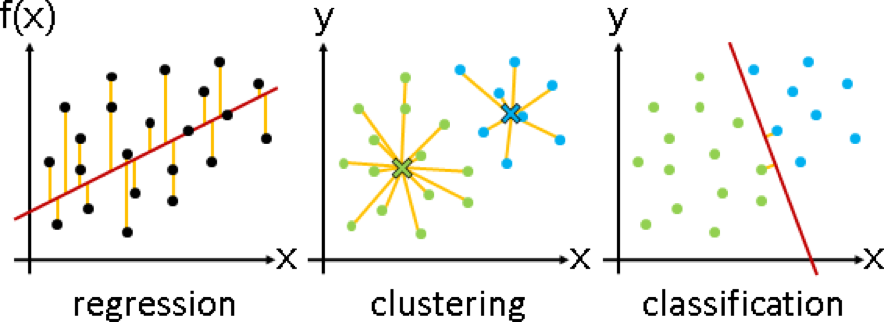 f(x)
x
regression
y
x
clustering
y
x
classification